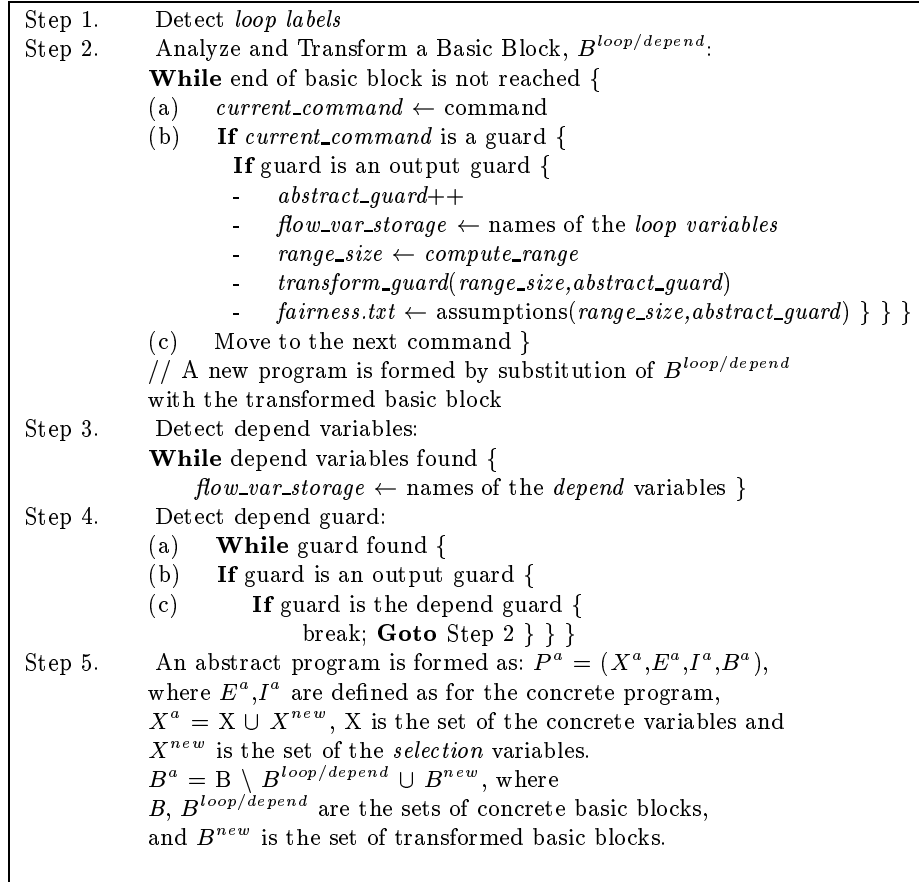 Step 1. Detect loop labels
Step 2. Analyze and Transform a Basic Block, B^{loop/depend}:
While end of basic block is not reached {
(a) current_command ← command
(b) If current_command is a guard {
If guard is an output guard {
- abstract_guard++
- flow_var_storage ← names of the loop variables
- range_size ← compute_range
- transform_guard(range_size,abstract_guard)
- fairness.txt ← assumptions(range_size,abstract_guard) } } }
(c) Move to the next command }
// A new program is formed by substitution of B^{loop/depend}
with the transformed basic block
Step 3. Detect depend variables:
While depend variables found {
flow_var_storage ← names of the depend variables }
Step 4. Detect depend guard:
(a) While guard found {
(b) If guard is an output guard {
(c) If guard is the depend guard {
break; Goto Step 2 } } }
Step 5. An abstract program is formed as: P^a = (X^a,E^a,I^a,B^a),
where E^a,I^a are defined as for the concrete program,
X^a = X ∪ X^{new}, X is the set of the concrete variables and
X^{new} is the set of the selection variables.
B^a = B \ B^{loop/depend} ∪ B^{new}, where
B, B^{loop/depend} are the sets of concrete basic blocks,
and B^{new} is the set of transformed basic blocks.